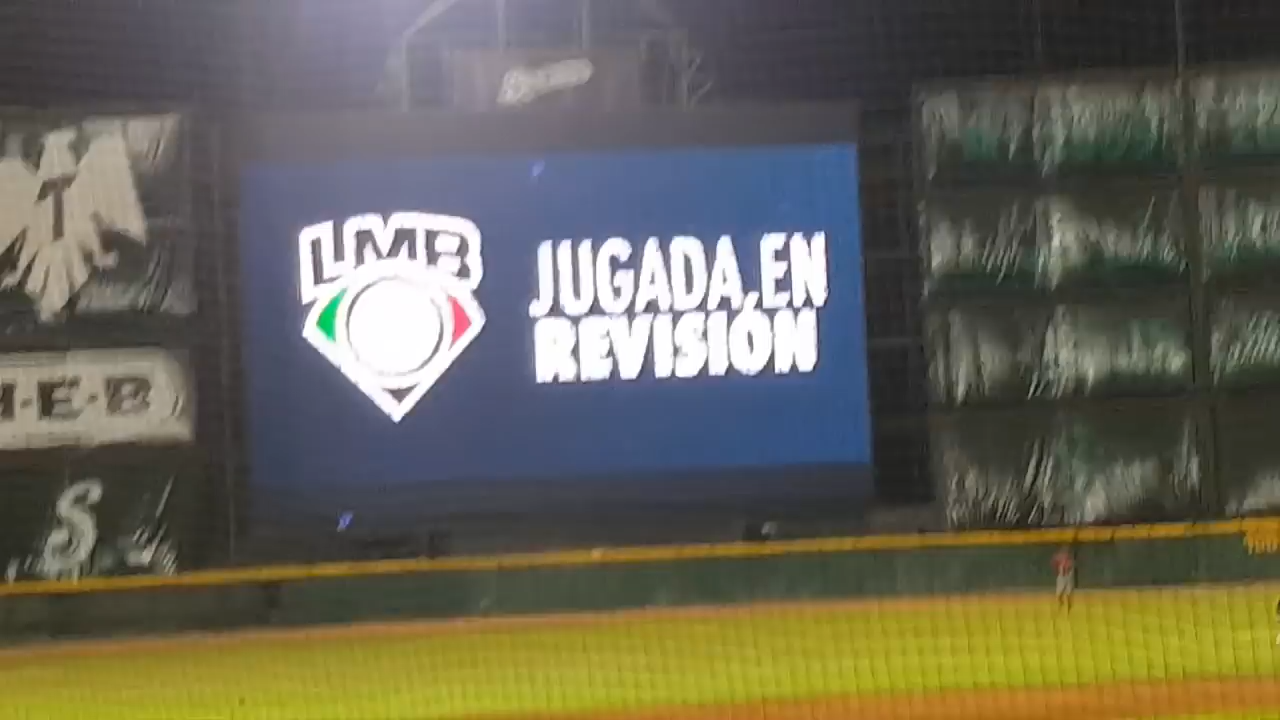 T
LMB
JUGADA EN
REVISIÓN
H-E-B
S